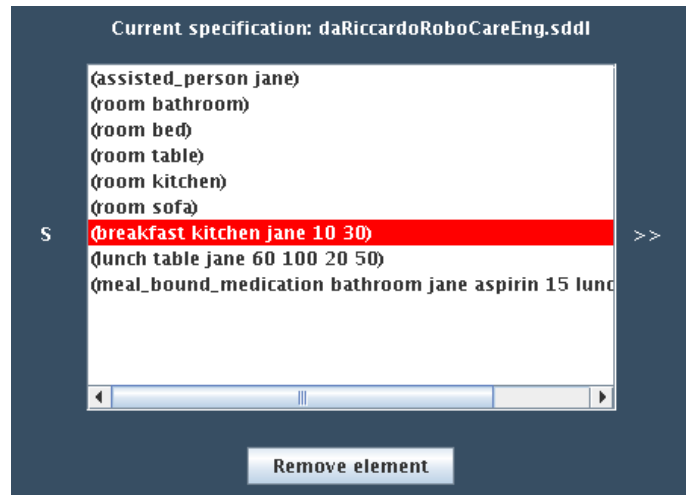 Current specification: daRiccardoRoboCareEng.sddl
(assisted_person jane)
(room bathroom)
(room bed)
(room table)
(room kitchen)
(room sofa)
S
(breakfast kitchen jane 10 30)
>>
(lunch table jane 60 100 20 50)
(meal_bound_medication bathroom jane aspirin 15 lunc
Remove element